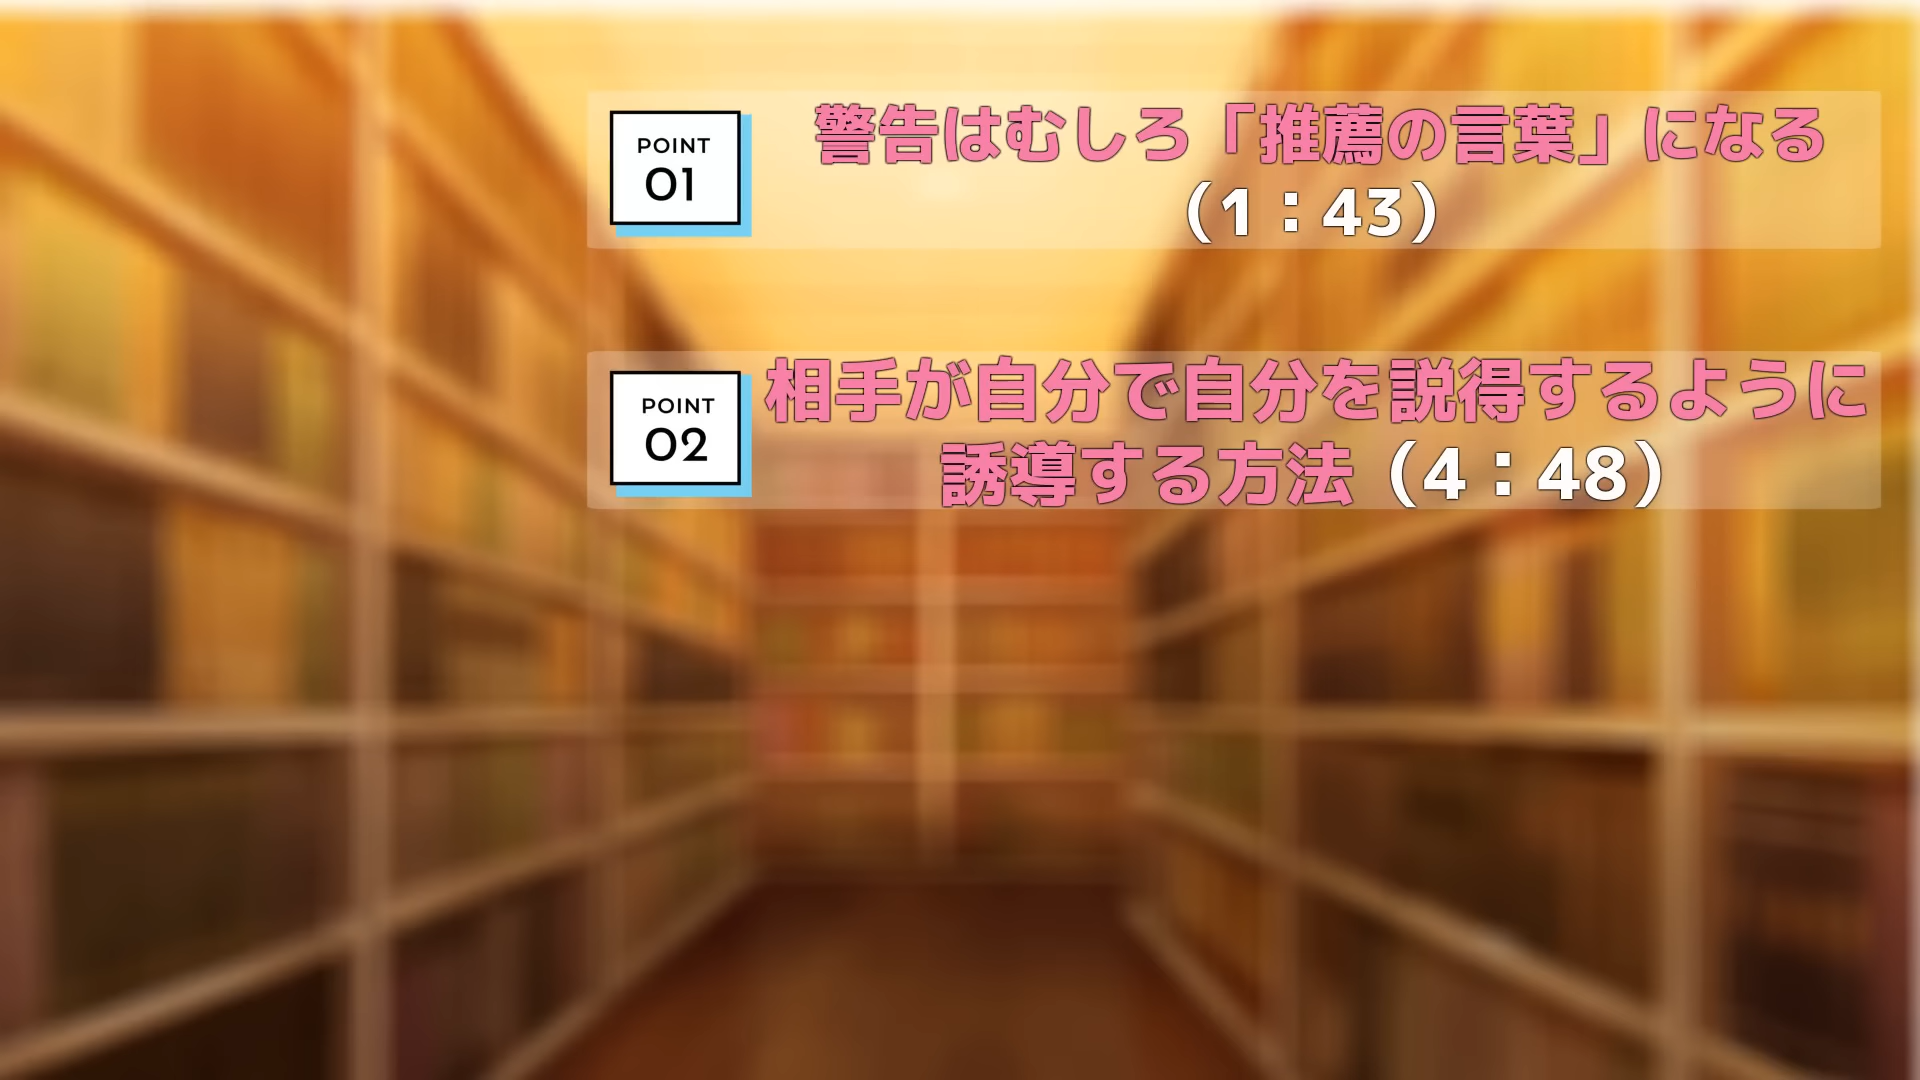 POINT
01
警告はむしろ「推薦の言葉」になる
（1：43）
POINT
02
相手が自分で自分を説得するように
誘導する方法（4：48）